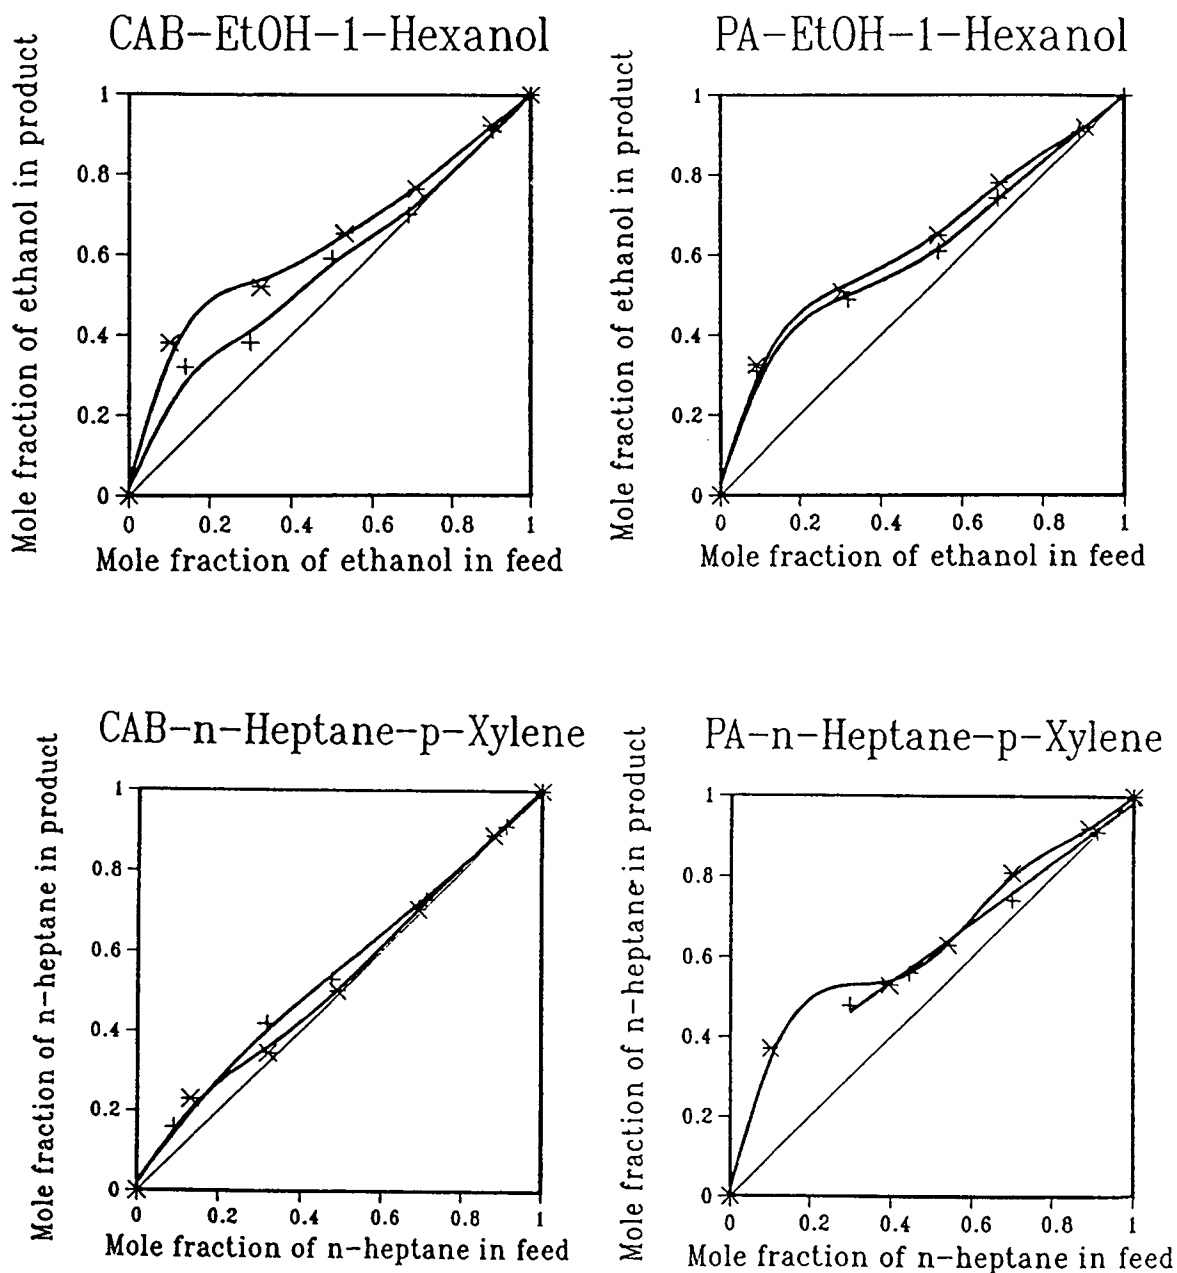 CAB-EtOH-1-Hexanol
Mole fraction of ethanol in product
1
0.8
0.6
0.4
0.2
0
0 0.2 0.4 0.6 0.8 1
Mole fraction of ethanol in feed
PA-EtOH-1-Hexanol
Mole fraction of ethanol in product
1
0.8
0.6
0.4
0.2
0
0 0.2 0.4 0.6 0.8 1
Mole fraction of ethanol in feed
CAB-n-Heptane-p-Xylene
Mole fraction of n-heptane in product
1
0.8
0.6
0.4
0.2
0
0 0.2 0.4 0.6 0.8 1
Mole fraction of n-heptane in feed
PA-n-Heptane-p-Xylene
Mole fraction of n-heptane in product
1
0.8
0.6
0.4
0.2
0
0 0.2 0.4 0.6 0.8 1
Mole fraction of n-heptane in feed